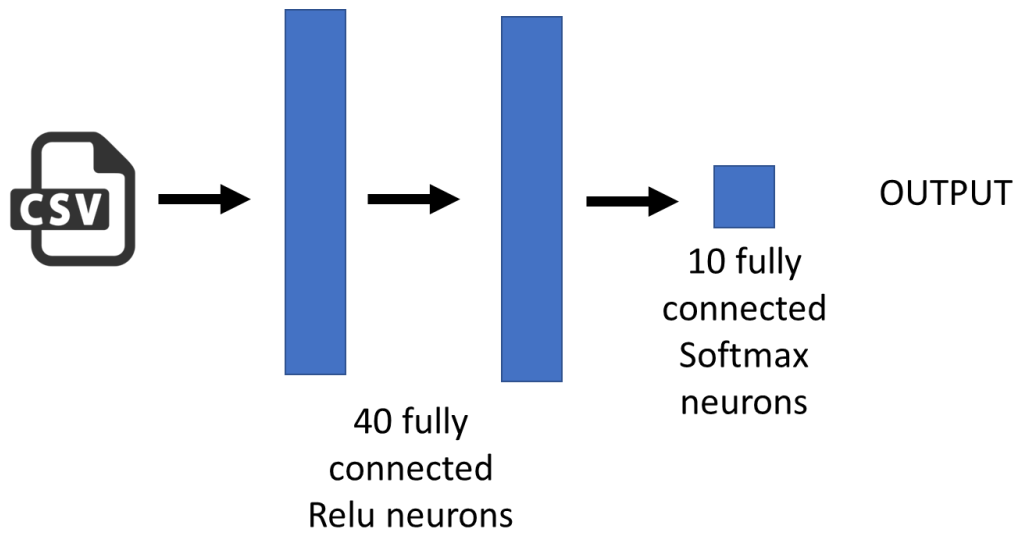 CSV
40 fully
connected
Relu neurons
10 fully
connected
Softmax
neurons
OUTPUT